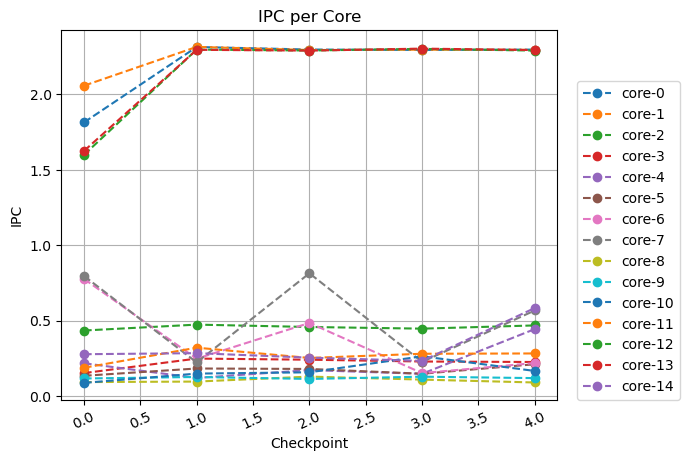 IPC per Core
IPC
2.0
1.5
1.0
0.5
0.0
0.0
0.5
1.0
1.5
2.0
2.5
3.0
3.5
4.0
Checkpoint
core-0
core-1
core-2
core-3
core-4
core-5
core-6
core-7
core-8
core-9
core-10
core-11
core-12
core-13
core-14